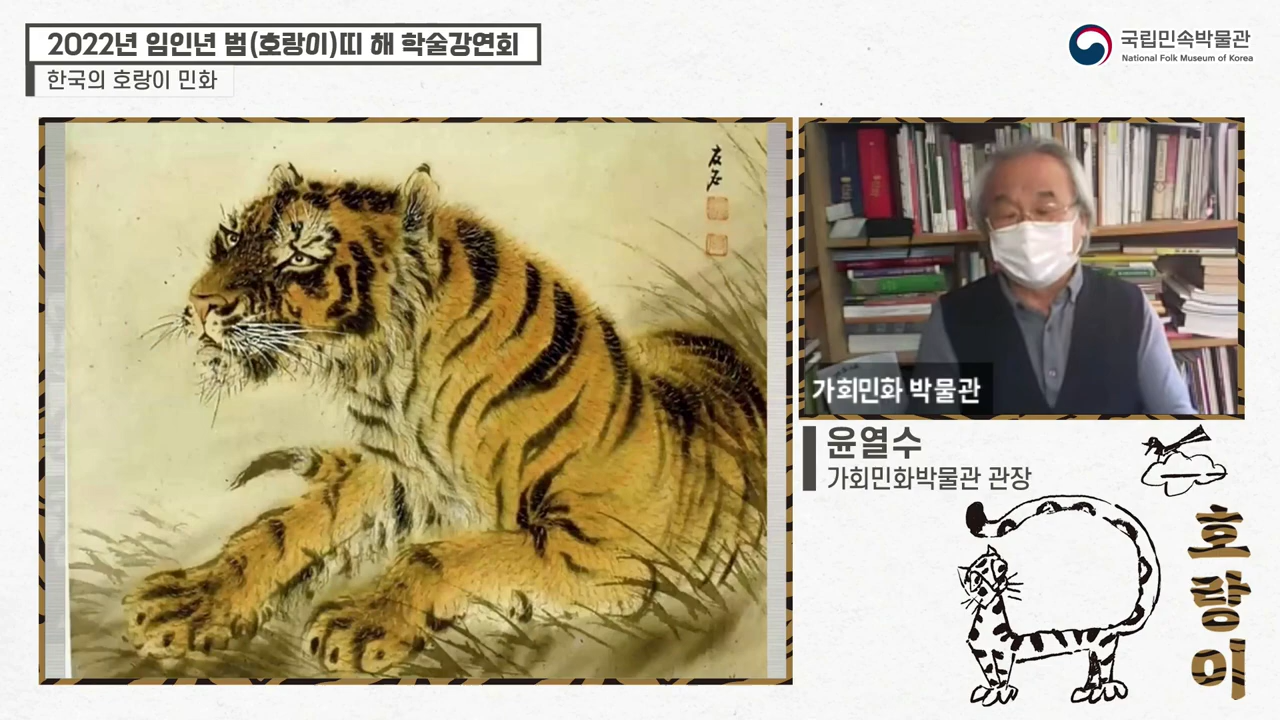 2022년 임인년 범(호랑이)띠 해 학술강연회
한국의 호랑이 민화
국립민속박물관
National Folk Museum of Korea
友石
가회민화 박물관
윤열수
가회민화박물관 관장
호랑이